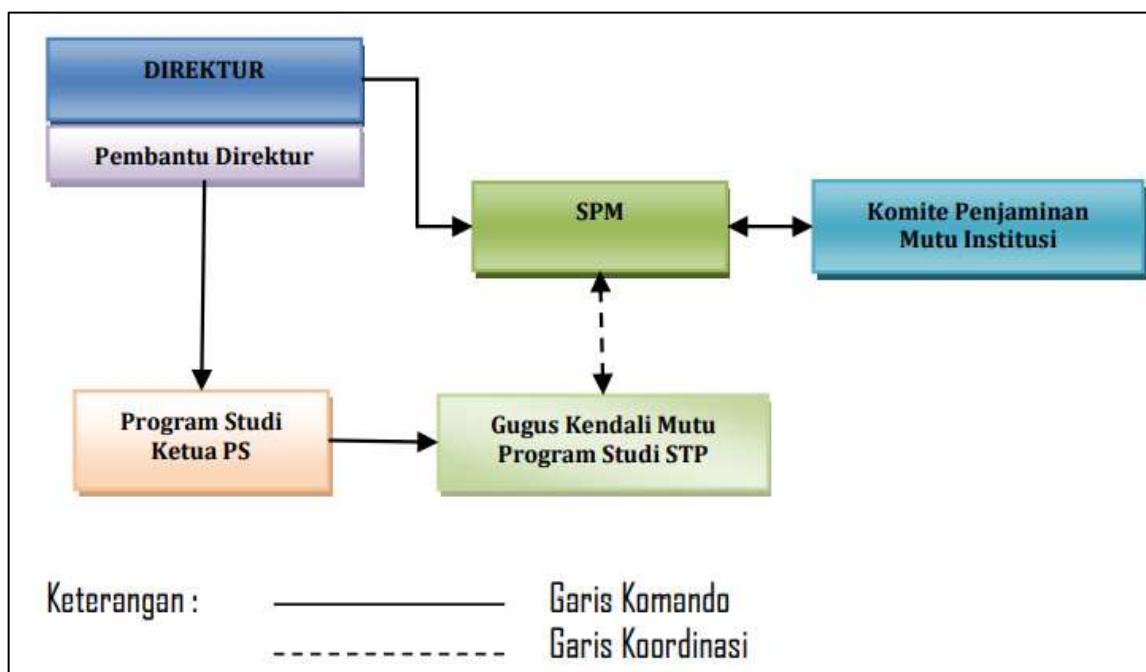 DIREKTUR
Pembantu Direktur
SPM
Komite Penjaminan
Mutu Institusi
Program Studi
Ketua PS
Gugus Kendali Mutu
Program Studi STP
Keterangan :
Garis Komando
Garis Koordinasi